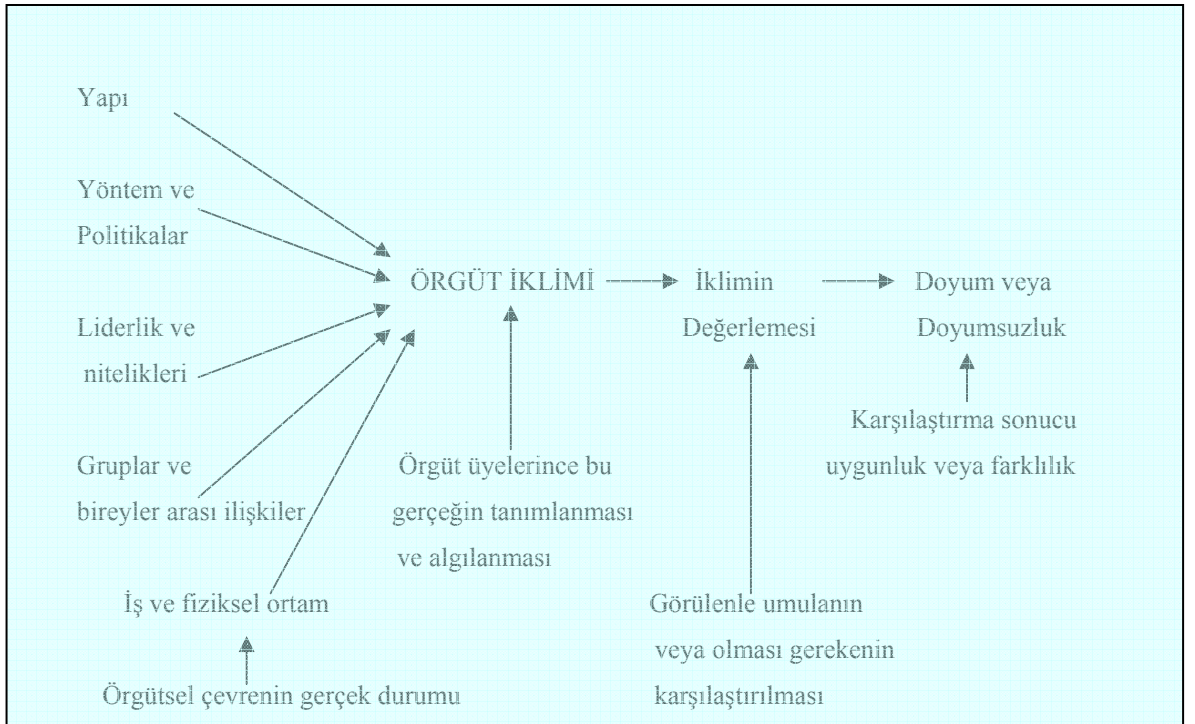 Yapı
Yöntem ve
Politikalar
ÖRGÜT İKLİMİ
İklimin
Değerlemesi
Doyum veya
Doyumsuzluk
Liderlik ve
nitelikleri
Karşılaştırma sonucu
uygunluk veya farklılık
Gruplar ve
bireyler arası ilişkiler
Örgüt üyelerince bu
gerçeğin tanımlanması
ve algılanması
İş ve fiziksel ortam
Görülenle umulanın
veya olması gerekenin
karşılaştırılması
Örgütsel çevrenin gerçek durumu